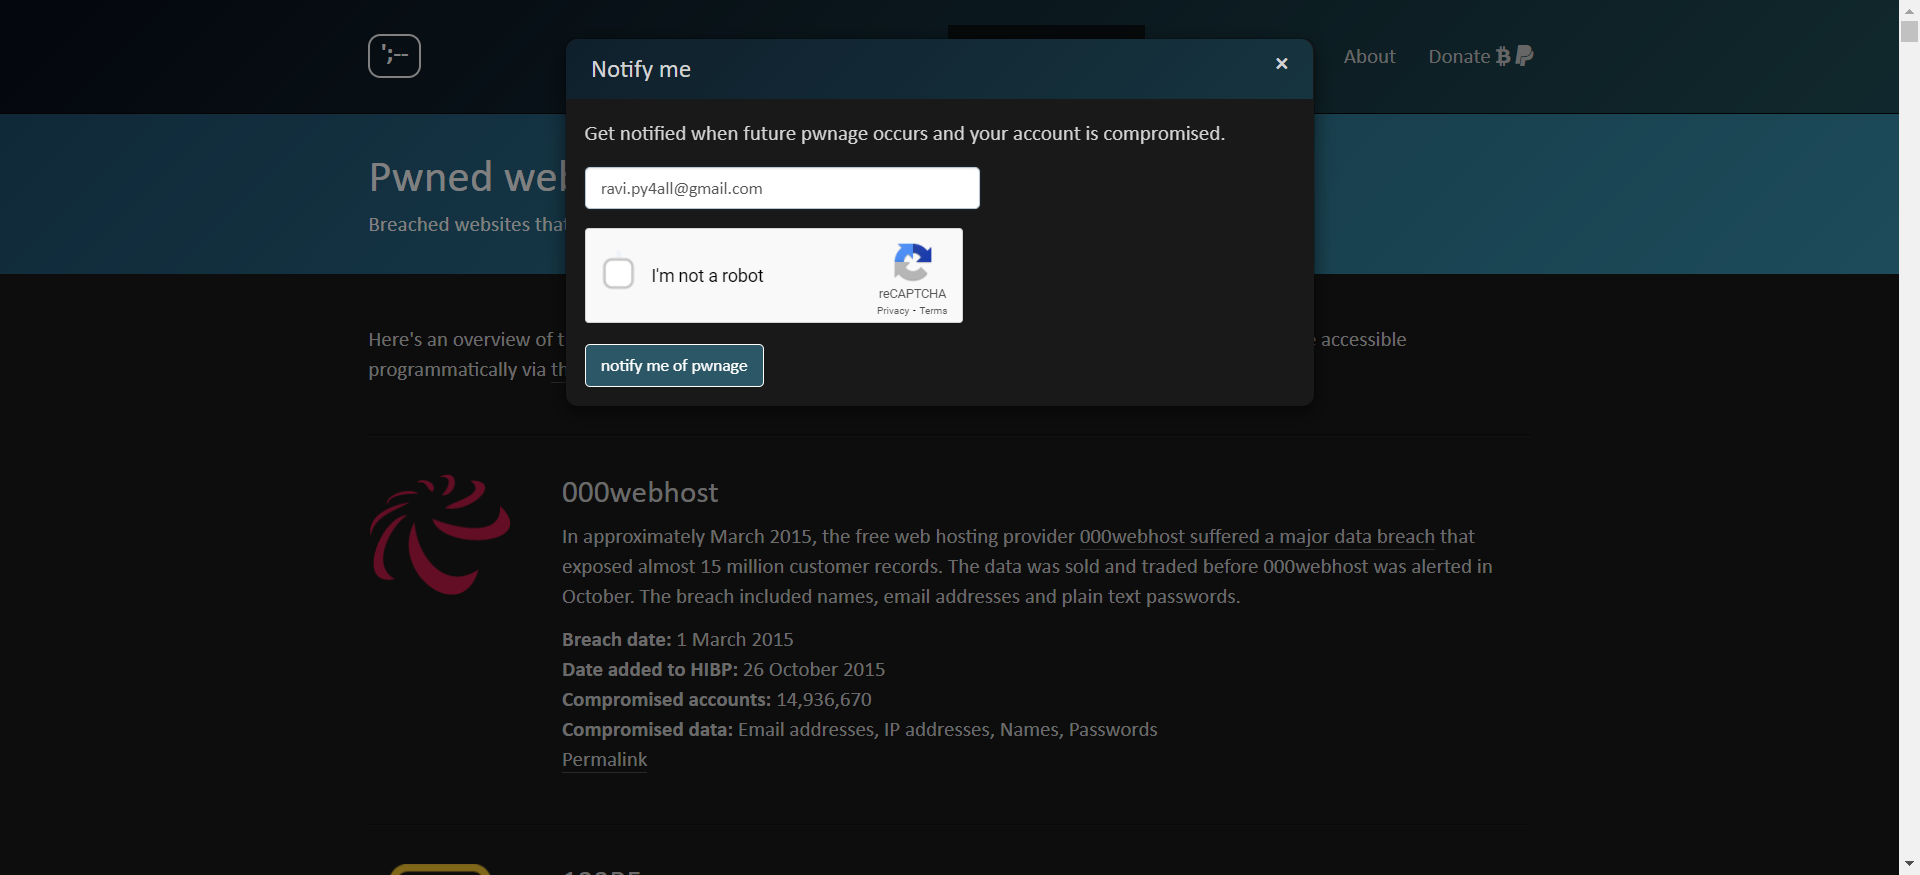 ';--
About
Donate
Notify me
×
Get notified when future pwnage occurs and your account is compromised.
ravi.py4all@gmail.com
I'm not a robot
reCAPTCHA
Privacy - Terms
notify me of pwnage
Pwned
Breached websites
Here's an overview of
accessible
programmatically via
000webhost
In approximately March 2015, the free web hosting provider 000webhost suffered a major data breach that
exposed almost 15 million customer records. The data was sold and traded before 000webhost was alerted in
October. The breach included names, email addresses and plain text passwords.
Breach date: 1 March 2015
Date added to HIBP: 26 October 2015
Compromised accounts: 14,936,670
Compromised data: Email addresses, IP addresses, Names, Passwords
Permalink